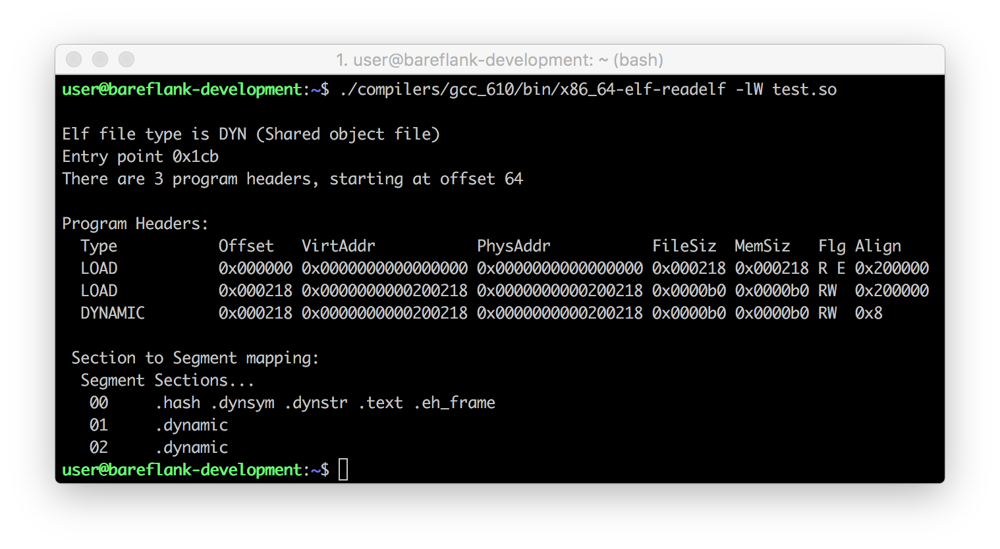 1. user@bareflank-development: ~ (bash)
user@bareflank-development:~$ ./compilers/gcc_610/bin/x86_64-elf-readelf -lW test.so
Elf file type is DYN (Shared object file)
Entry point 0x1cb
There are 3 program headers, starting at offset 64
Program Headers:
  Type           Offset   VirtAddr           PhysAddr           FileSiz  MemSiz   Flg Align
  LOAD           0x000000 0x0000000000000000 0x0000000000000000 0x000218 0x000218 R E 0x200000
  LOAD           0x000218 0x0000000000200218 0x0000000000200218 0x0000b0 0x0000b0 RW  0x200000
  DYNAMIC        0x000218 0x0000000000200218 0x0000000000200218 0x0000b0 0x0000b0 RW  0x8
 Section to Segment mapping:
  Segment Sections...
   00     .hash .dynsym .dynstr .text .eh_frame
   01     .dynamic
   02     .dynamic
user@bareflank-development:~$